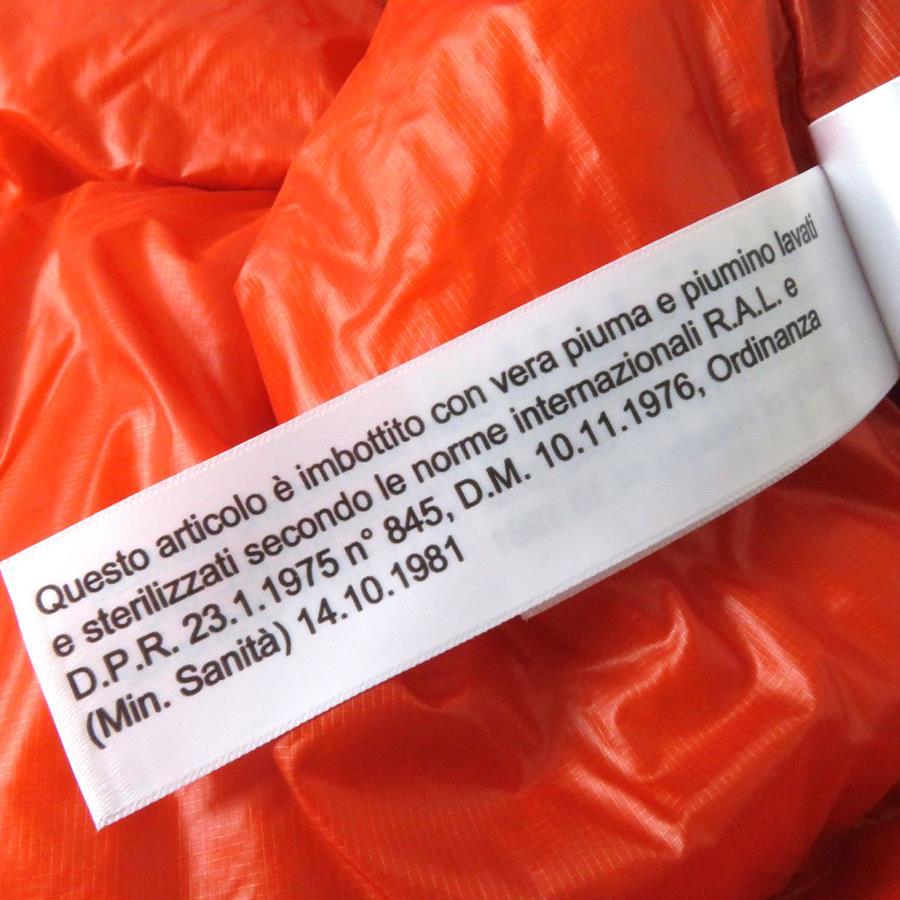 Questo articolo è imbottito con vera piuma e piumino lavati
e sterilizzati secondo le norme internazionali R.A.L. e
D.P.R. 23.1.1975 n° 845, D.M. 10.11.1976, Ordinanza
(Min. Sanità) 14.10.1981